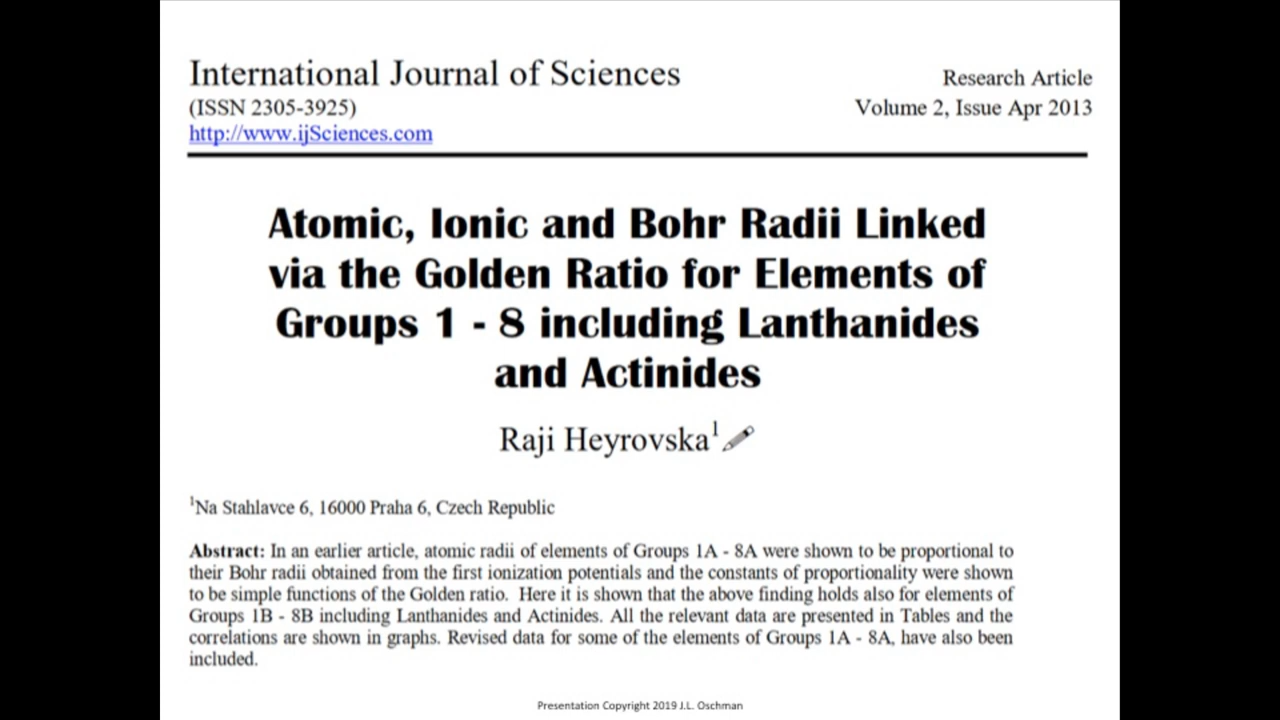 International Journal of Sciences
Research Article
(ISSN 2305-3925)
Volume 2, Issue Apr 2013
http://www.ijSciences.com
Atomic, Ionic and Bohr Radii Linked
via the Golden Ratio for Elements of
Groups 1 - 8 including Lanthanides
and Actinides
Raji Heyrovska1
1Na Stahlavce 6, 16000 Praha 6, Czech Republic
Abstract: In an earlier article, atomic radii of elements of Groups 1A - 8A were shown to be proportional to
their Bohr radii obtained from the first ionization potentials and the constants of proportionality were shown
to be simple functions of the Golden ratio. Here it is shown that the above finding holds also for elements of
Groups 1B - 8B including Lanthanides and Actinides. All the relevant data are presented in Tables and the
correlations are shown in graphs. Revised data for some of the elements of Groups 1A - 8A, have also been
included.
Presentation Copyright 2019 J.L. Oschman